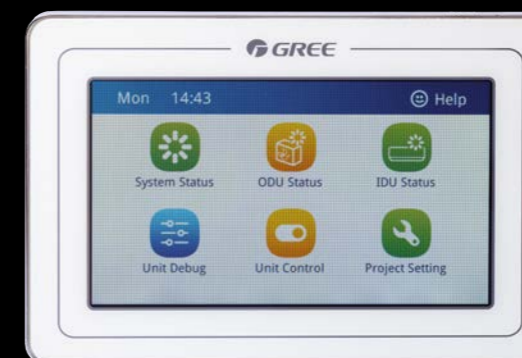 GREE
Mon 14:43 Help
System Status ODU Status IDU Status
Unit Debug Unit Control Project Setting